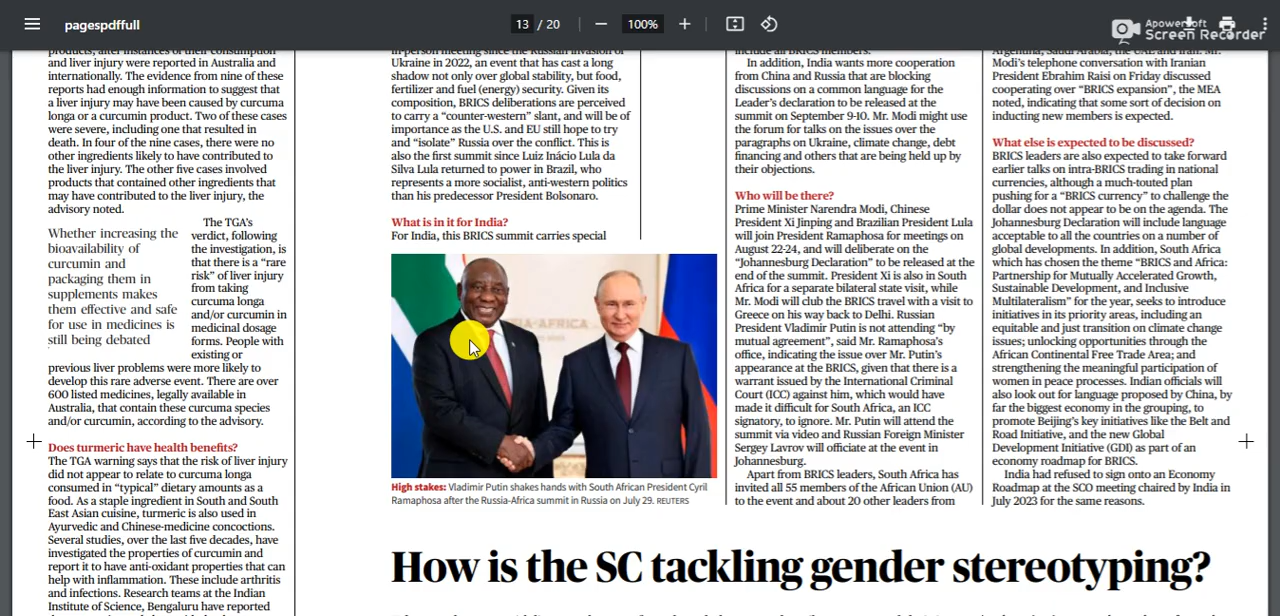 pagespdffull
13 / 20
100%
Apowersoft
Screen Recorder
products, after instances of their consumption
and liver injury were reported in Australia and
internationally. The evidence from nine of these
reports had enough information to suggest that
a liver injury may have been caused by curcuma
longa or a curcumin product. Two of these cases
were severe, including one that resulted in
death. In four of the nine cases, there were no
other ingredients likely to have contributed to
the liver injury. The other five cases involved
products that contained other ingredients that
may have contributed to the liver injury, the
advisory noted.
Whether increasing the
bioavailability of
curcumin and
packaging them in
supplements makes
them effective and safe
for use in medicines is
still being debated
The TGA's
verdict, following
the investigation, is
that there is a “rare
risk” of liver injury
from taking
curcuma longa
and/or curcumin in
medicinal dosage
forms. People with
existing or
previous liver problems were more likely to
develop this rare adverse event. There are over
600 listed medicines, legally available in
Australia, that contain these curcuma species
and/or curcumin, according to the advisory.
Does turmeric have health benefits?
The TGA warning says that the risk of liver injury
did not appear to relate to curcuma longa
consumed in “typical” dietary amounts as a
food. As a staple ingredient in South and South
East Asian cuisine, turmeric is also used in
Ayurvedic and Chinese-medicine concoctions.
Several studies, over the last five decades, have
investigated the properties of curcumin and
report it to have anti-oxidant properties that can
help with inflammation. These include arthritis
and infections. Research teams at the Indian
Institute of Science, Bengaluru had reported
in-person meeting since the Russian invasion of
Ukraine in 2022, an event that has cast a long
shadow not only over global stability, but food,
fertilizer and fuel (energy) security. Given its
composition, BRICS deliberations are perceived
to carry a “counter-western” slant, and will be of
importance as the U.S. and EU still hope to try
and “isolate” Russia over the conflict. This is
also the first summit since Luiz Inácio Lula da
Silva Lula returned to power in Brazil, who
represents a more socialist, anti-western politics
than his predecessor President Bolsonaro.
What is in it for India?
For India, this BRICS summit carries special
High stakes: Vladimir Putin shakes hands with South African President Cyril
Ramaphosa after the Russia-Africa summit in Russia on July 29. REUTERS
include all BRICS members.
In addition, India wants more cooperation
from China and Russia that are blocking
discussions on a common language for the
Leader's declaration to be released at the
summit on September 9-10. Mr. Modi might use
the forum for talks on the issues over the
paragraphs on Ukraine, climate change, debt
financing and others that are being held up by
their objections.
Who will be there?
Prime Minister Narendra Modi, Chinese
President Xi Jinping and Brazilian President Lula
will join President Ramaphosa for meetings on
August 22-24, and will deliberate on the
“Johannesburg Declaration” to be released at the
end of the summit. President Xi is also in South
Africa for a separate bilateral state visit, while
Mr. Modi will club the BRICS travel with a visit to
Greece on his way back to Delhi. Russian
President Vladimir Putin is not attending “by
mutual agreement”, said Mr. Ramaphosa's
office, indicating the issue over Mr. Putin's
appearance at the BRICS, given that there is a
warrant issued by the International Criminal
Court (ICC) against him, which would have
made it difficult for South Africa, an ICC
signatory, to ignore. Mr. Putin will attend the
summit via video and Russian Foreign Minister
Sergey Lavrov will officiate at the event in
Johannesburg.
Apart from BRICS leaders, South Africa has
invited all 55 members of the African Union (AU)
to the event and about 20 other leaders from
Argentina, Saudi Arabia, the UAE and Iran. Mr.
Modi's telephone conversation with Iranian
President Ebrahim Raisi on Friday discussed
cooperating over “BRICS expansion”, the MEA
noted, indicating that some sort of decision on
inducting new members is expected.
What else is expected to be discussed?
BRICS leaders are also expected to take forward
earlier talks on intra-BRICS trading in national
currencies, although a much-touted plan
pushing for a “BRICS currency” to challenge the
dollar does not appear to be on the agenda. The
Johannesburg Declaration will include language
acceptable to all the countries on a number of
global developments. In addition, South Africa
which has chosen the theme “BRICS and Africa:
Partnership for Mutually Accelerated Growth,
Sustainable Development, and Inclusive
Multilateralism” for the year, seeks to introduce
initiatives in its priority areas, including an
equitable and just transition on climate change
issues; unlocking opportunities through the
African Continental Free Trade Area; and
strengthening the meaningful participation of
women in peace processes. Indian officials will
also look out for language proposed by China, by
far the biggest economy in the grouping, to
promote Beijing's key initiatives like the Belt and
Road Initiative, and the new Global
Development Initiative (GDI) as part of an
economy roadmap for BRICS.
India had refused to sign onto an Economy
Roadmap at the SCO meeting chaired by India in
July 2023 for the same reasons.
How is the SC tackling gender stereotyping?